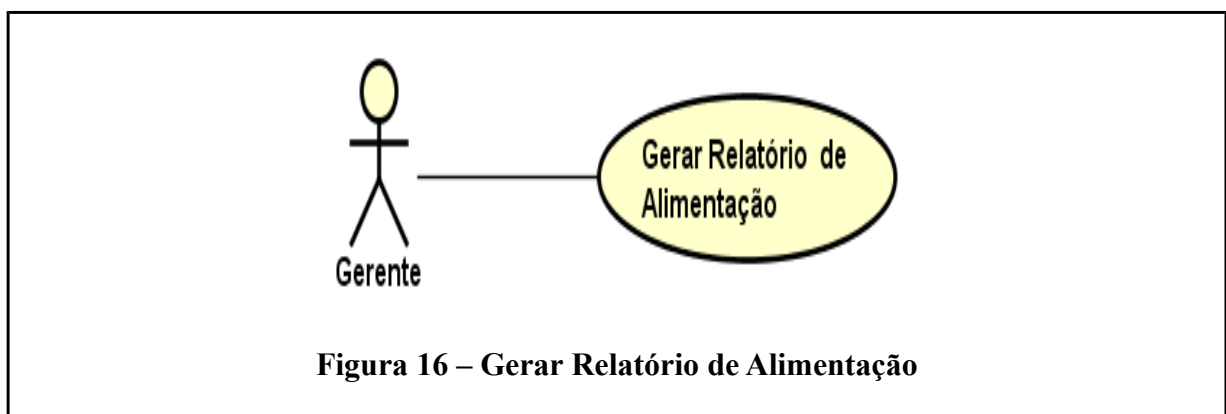 Gerar Relatório de
Alimentação
Gerente
Figura 16 – Gerar Relatório de Alimentação